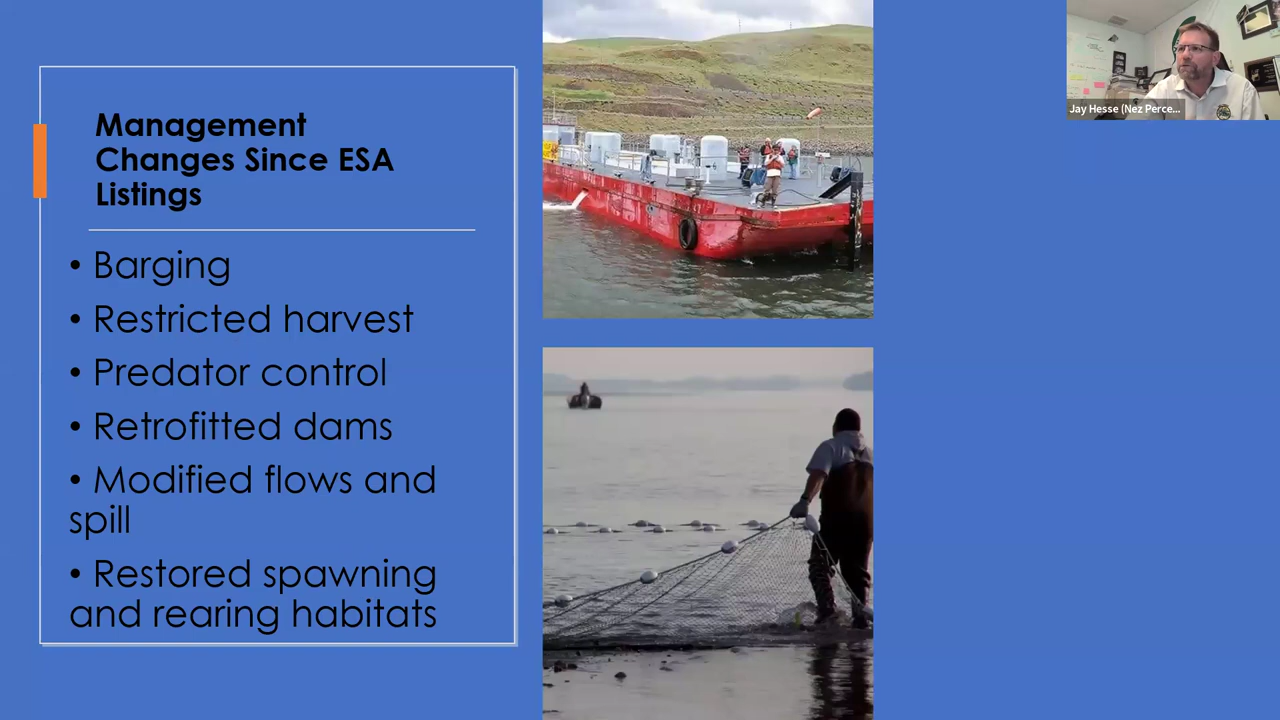 Management
Changes Since ESA
Listings
• Barging
• Restricted harvest
• Predator control
• Retrofitted dams
• Modified flows and
spill
• Restored spawning
and rearing habitats
Jay Hesse (Nez Perce...